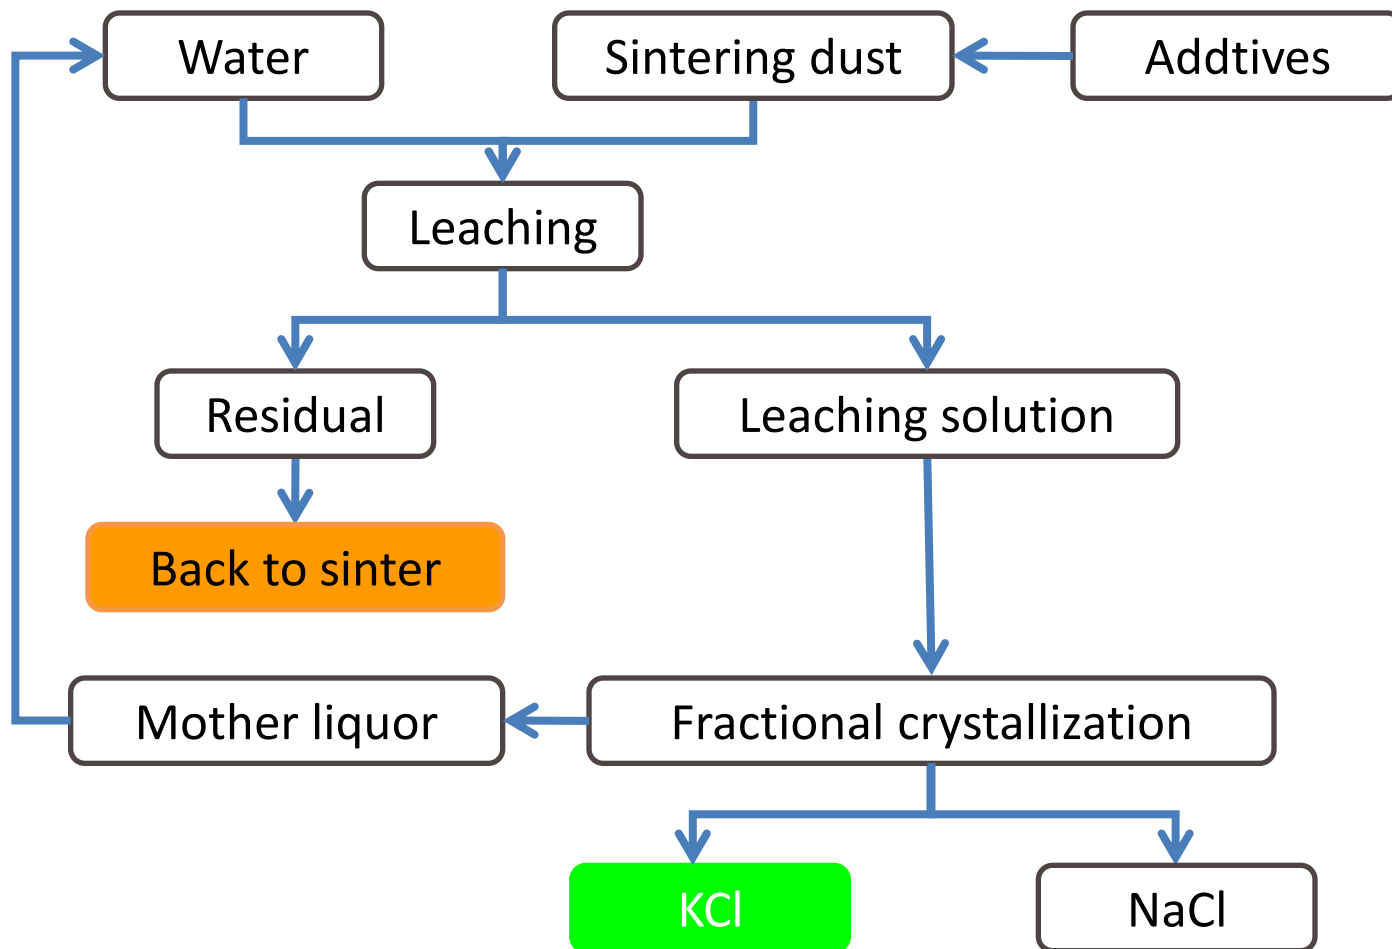 Water
Sintering dust
Addtives
Leaching
Residual
Leaching solution
Back to sinter
Mother liquor
Fractional crystallization
KCl
NaCl